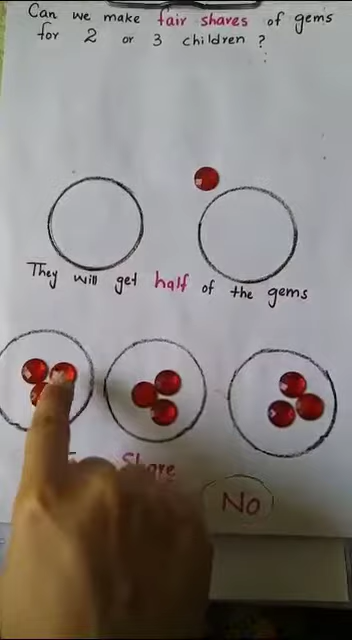 Can we make fair shares of gems
for 2 or 3 children ?
They will get half of the gems
Share
No